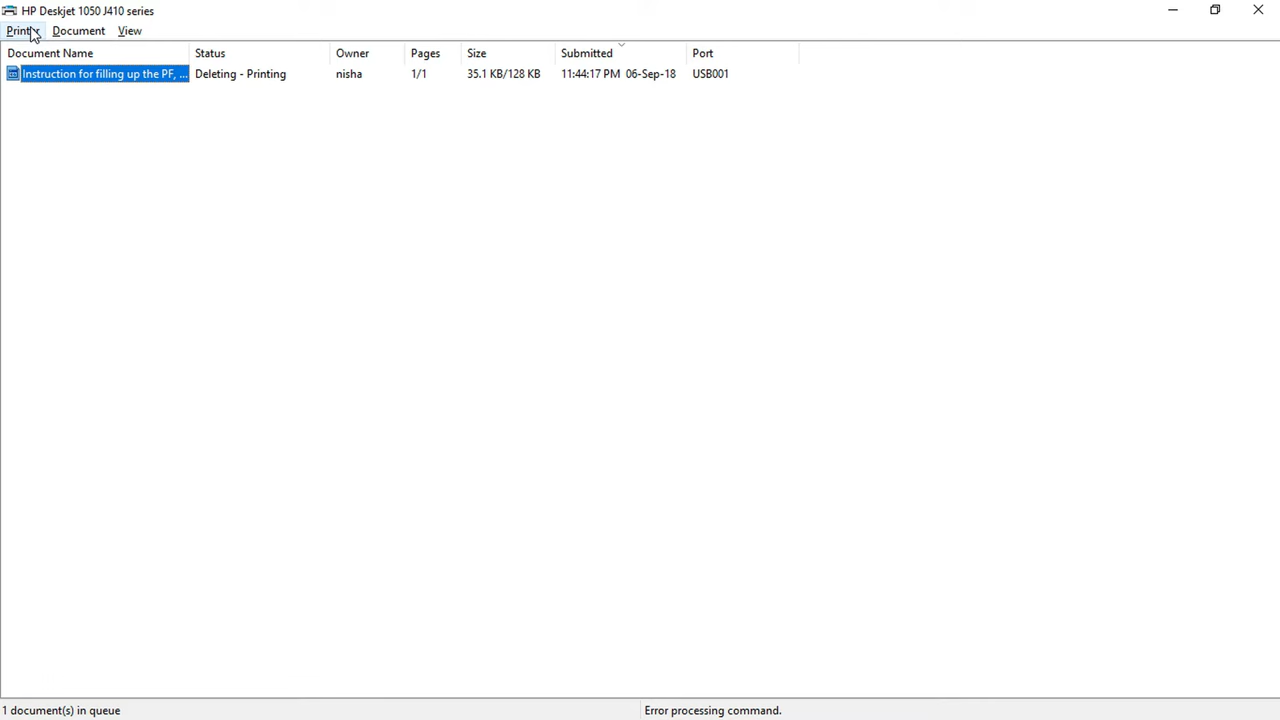 HP Deskjet 1050 J410 series
Printer Document View
Document Name Status Owner Pages Size Submitted Port
Instruction for filling up the PF, ... Deleting - Printing nisha 1/1 35.1 KB/128 KB 11:44:17 PM 06-Sep-18 USB001
1 document(s) in queue Error processing command.